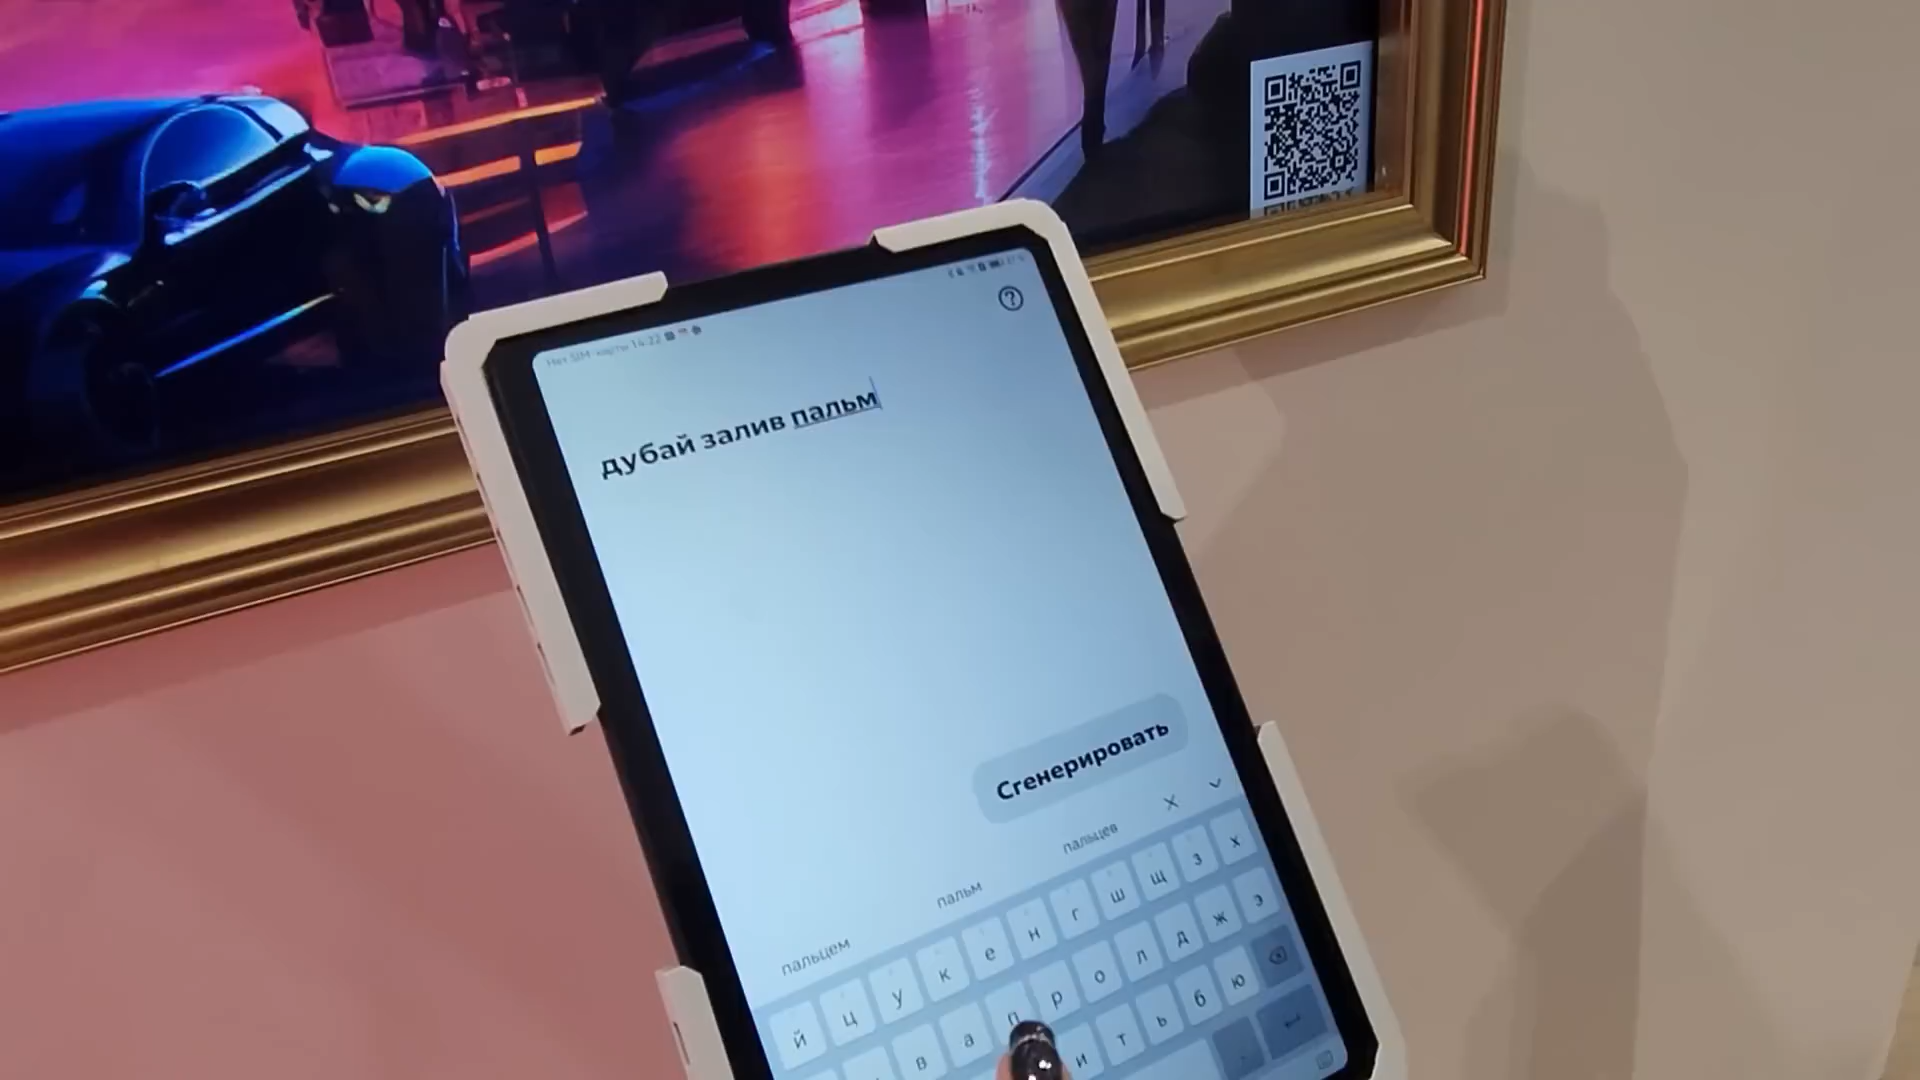 Нет SIM-карты 14:22
?
дубай залив пальм
Сгенерировать
пальцем пальм пальцев
й ц у к е н г ш щ з х
в а п р о л д ж э
и т ь б ю